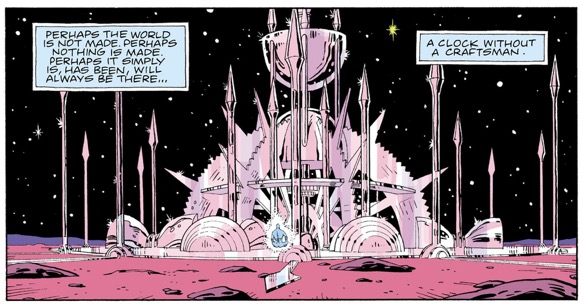 PERHAPS THE WORLD
IS NOT MADE. PERHAPS
NOTHING IS MADE.
PERHAPS IT SIMPLY
IS, HAS BEEN, WILL
ALWAYS BE THERE...
A CLOCK WITHOUT
A CRAFTSMAN.